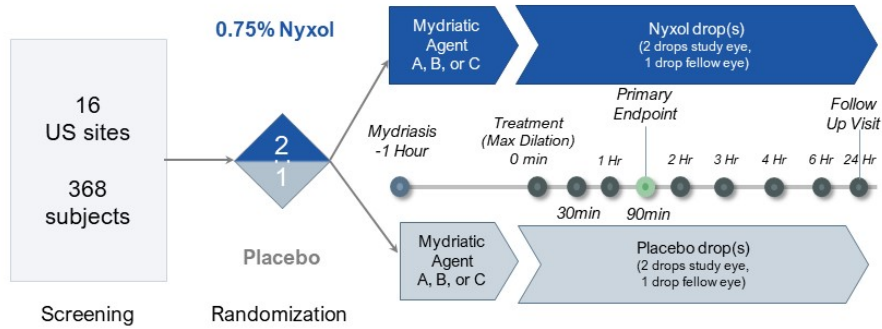 16
US sites
368
subjects
Screening
0.75% Nyxol
2
:
1
Placebo
Randomization
Mydriatic
Agent
A, B, or C
Nyxol drop(s)
(2 drops study eye,
1 drop fellow eye)
Mydriasis
-1 Hour
Treatment
(Max Dilation)
0 min
30min
1 Hr
Primary
Endpoint
90min
2 Hr
3 Hr
4 Hr
6 Hr
24 Hr
Follow
Up Visit
Mydriatic
Agent
A, B, or C
Placebo drop(s)
(2 drops study eye,
1 drop fellow eye)